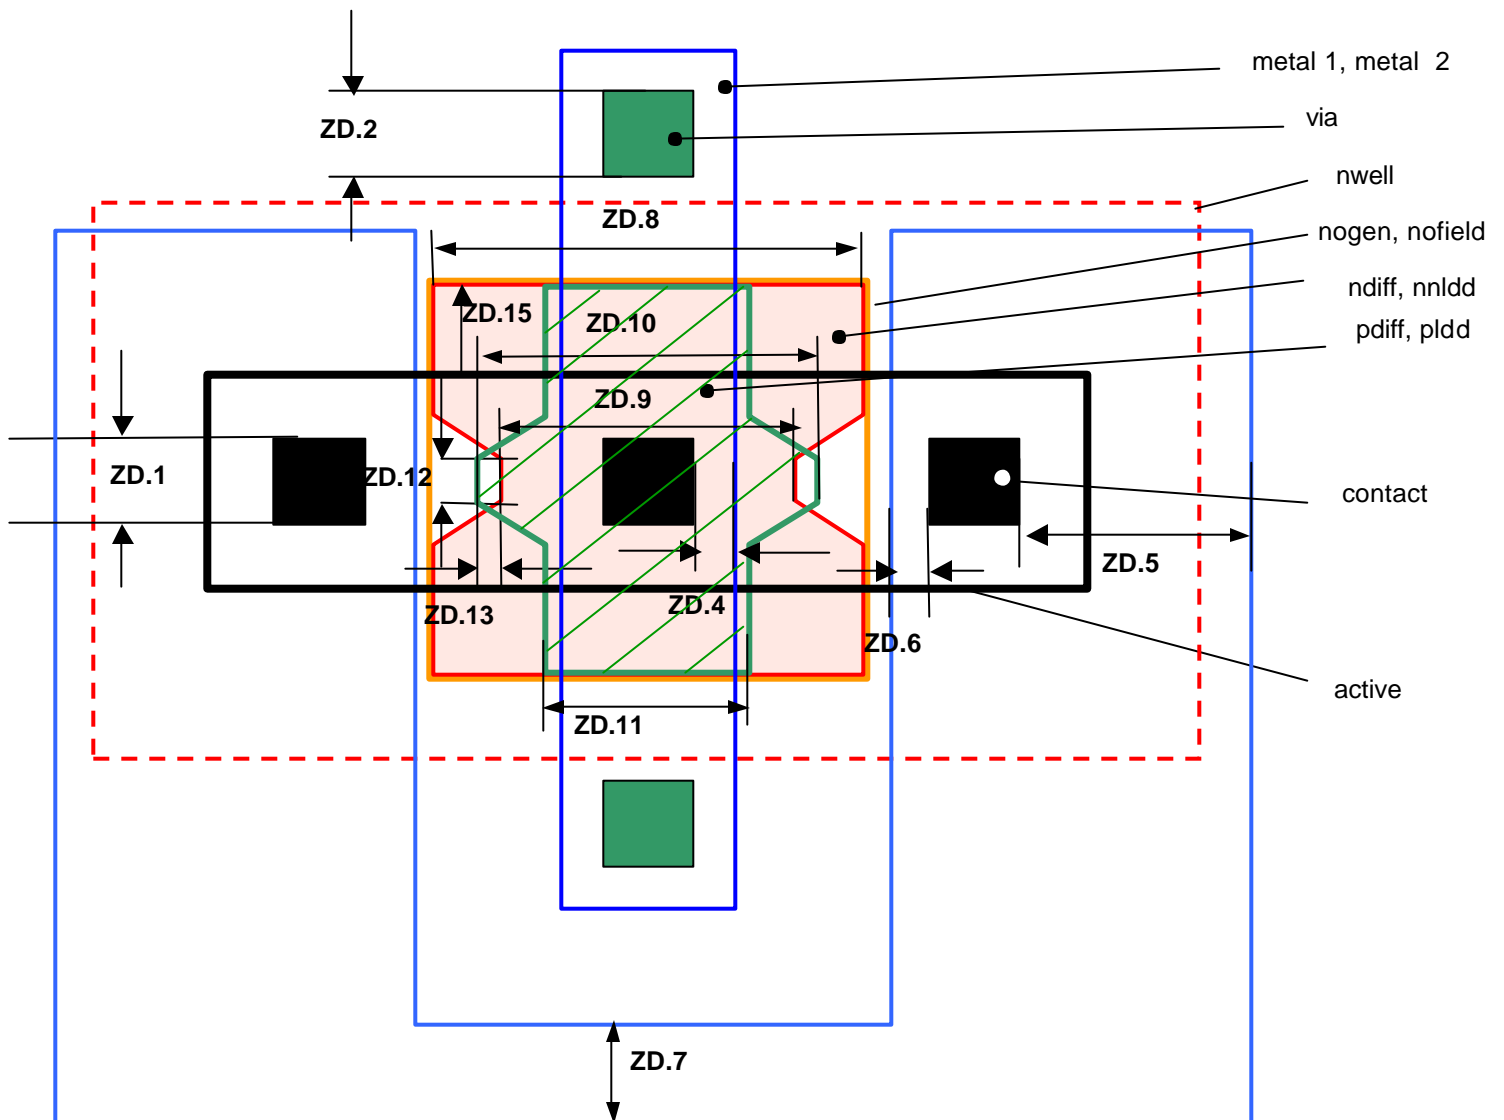 metal 1, metal 2
ZD.2
via
nwell
ZD.8
nogen, nofield
ndiff, nnldd
ZD.15
ZD.10
pdiff, pldd
ZD.9
ZD.1
ZD.12
contact
ZD.5
ZD.4
ZD.13
ZD.6
active
ZD.11
ZD.7